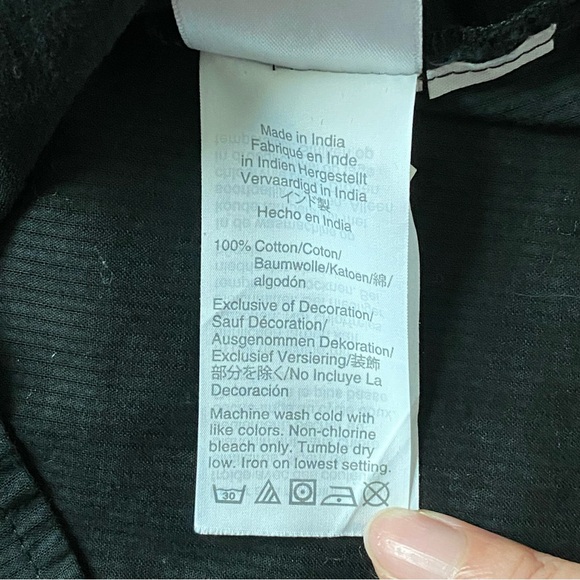 Made in India
Fabriqué en Inde
in Indien Hergestellt
Vervaardigd in India
インド製
Hecho en India
100% Cotton/Coton/
Baumwolle/Katoen/綿/
algodón
Exclusive of Decoration/
Sauf Décoration/
Ausgenommen Dekoration/
Exclusief Versiering/装飾
部分を除く/No Incluye La
Decoración
Machine wash cold with
like colors. Non-chlorine
bleach only. Tumble dry
low. Iron on lowest setting.
30